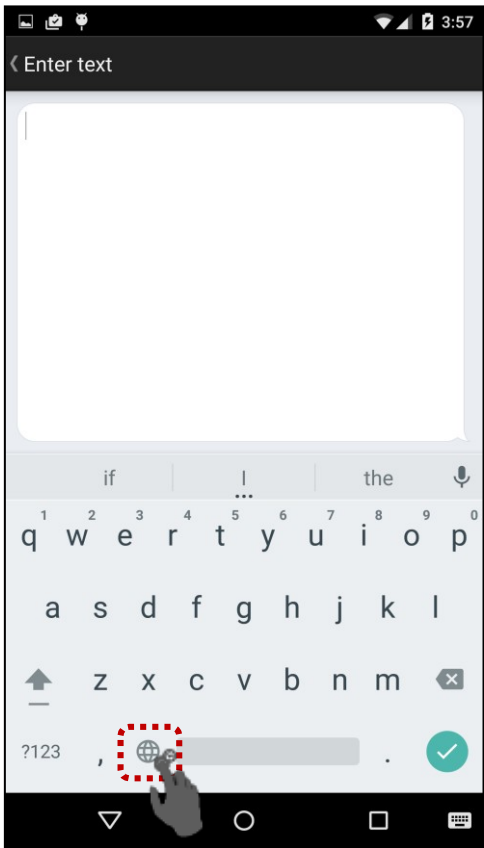 3:57
Enter text
if I the
1 2 3 4 5 6 7 8 9 0
q w e r t y u i o p
a s d f g h j k l
z x c v b n m
?123 , .